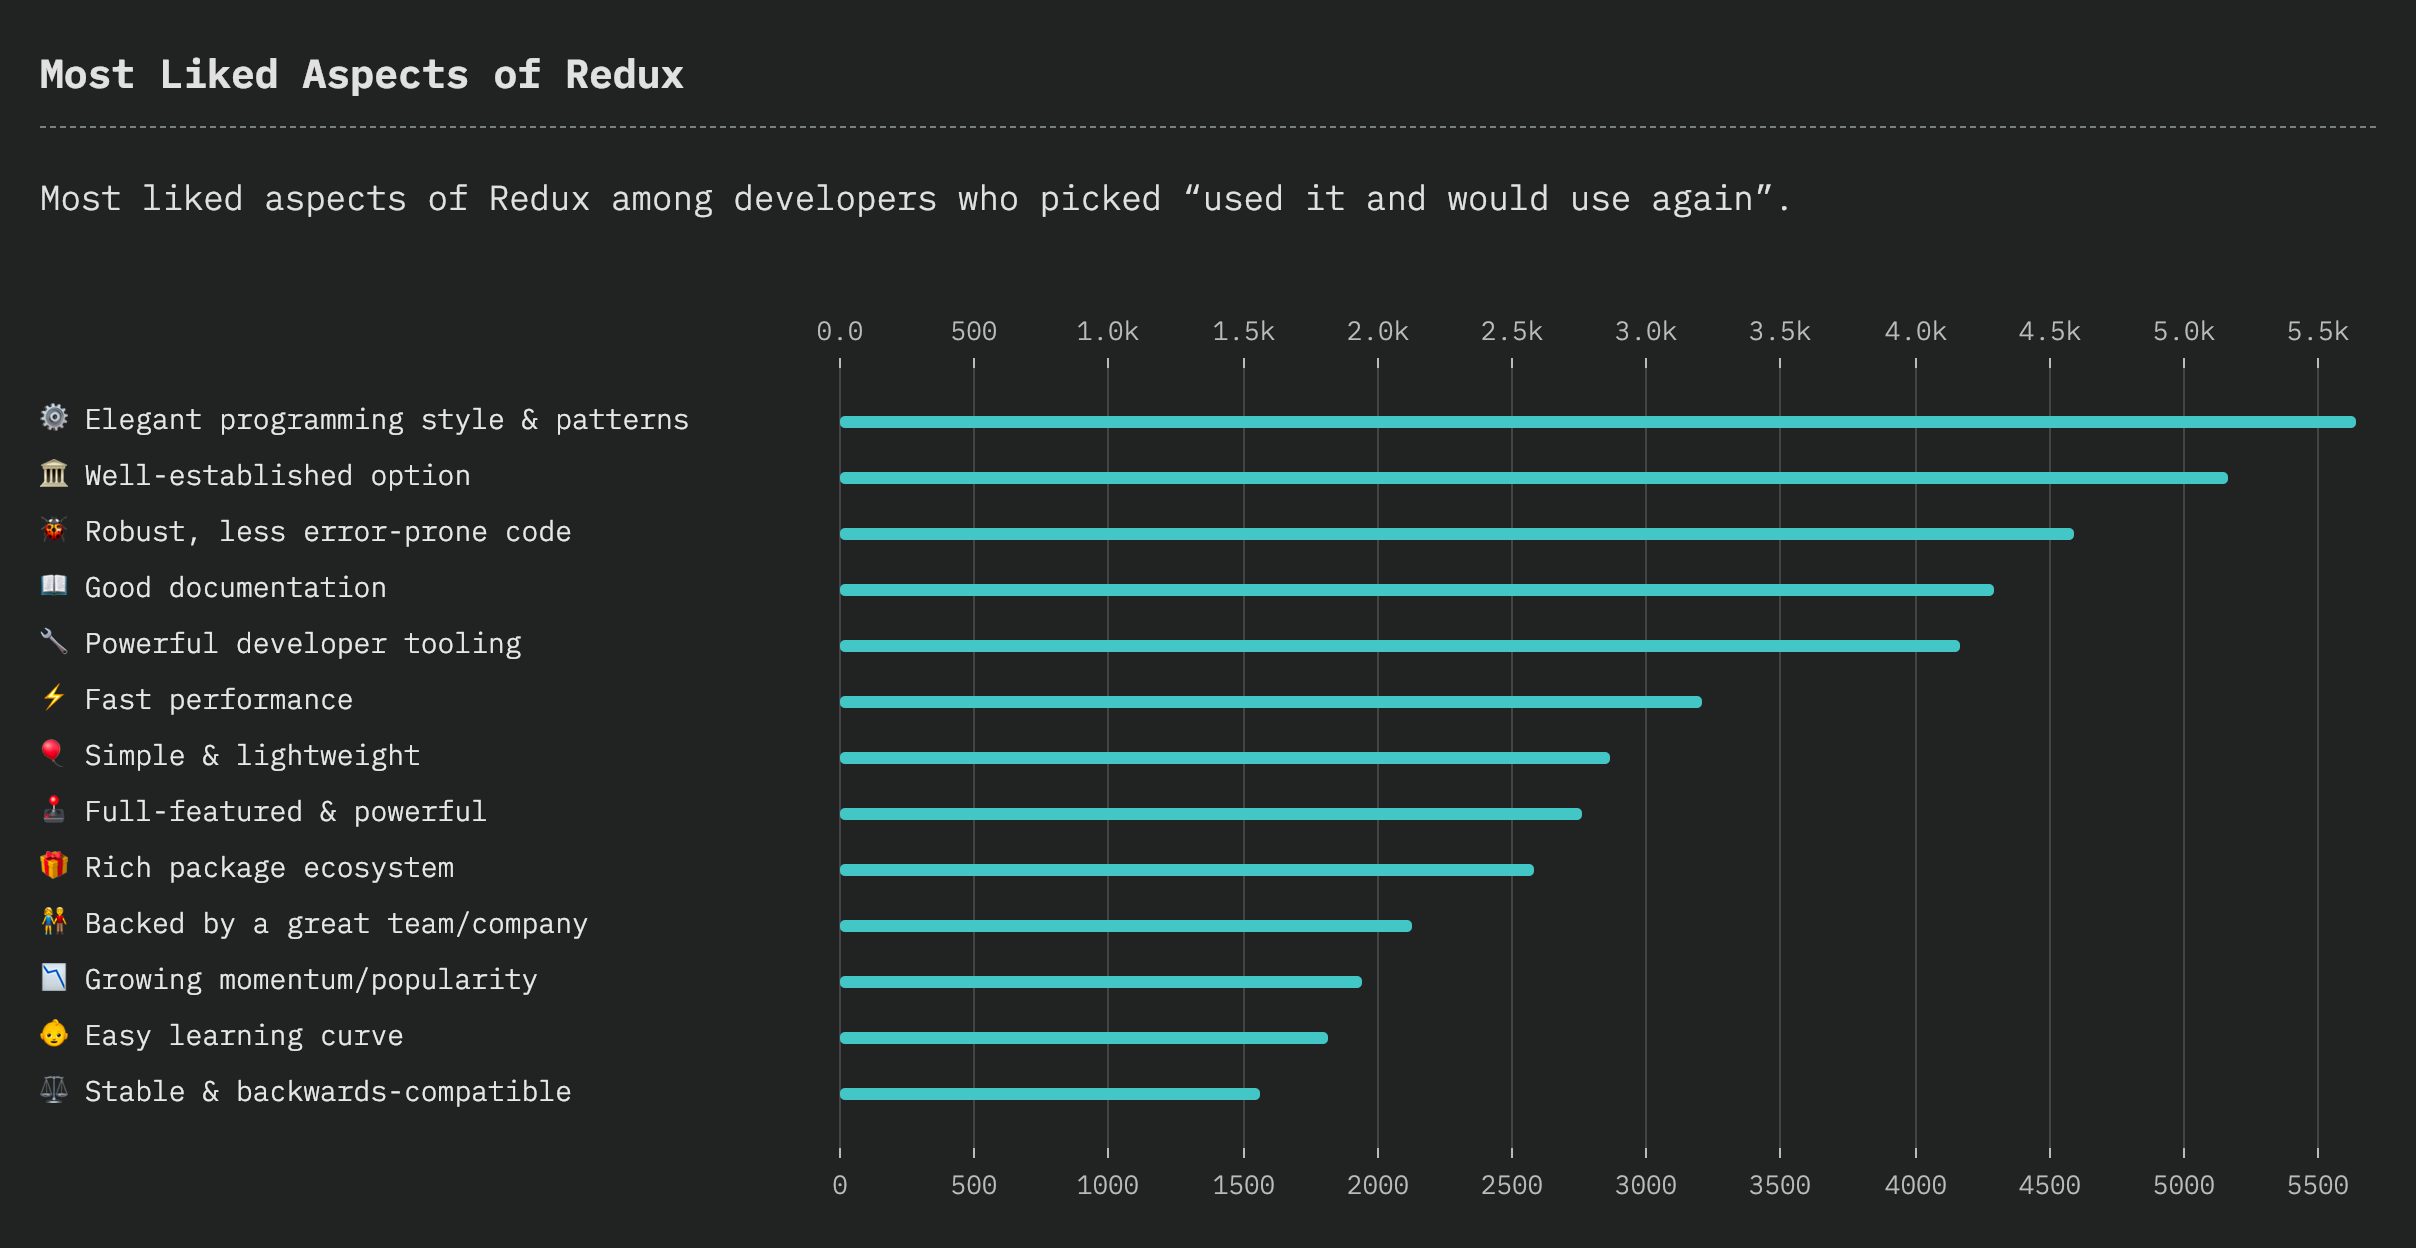 Most Liked Aspects of Redux
Most liked aspects of Redux among developers who picked “used it and would use again”.
0.0 500 1.0k 1.5k 2.0k 2.5k 3.0k 3.5k 4.0k 4.5k 5.0k 5.5k
Elegant programming style & patterns
Well-established option
Robust, less error-prone code
Good documentation
Powerful developer tooling
Fast performance
Simple & lightweight
Full-featured & powerful
Rich package ecosystem
Backed by a great team/company
Growing momentum/popularity
Easy learning curve
Stable & backwards-compatible
0 500 1000 1500 2000 2500 3000 3500 4000 4500 5000 5500